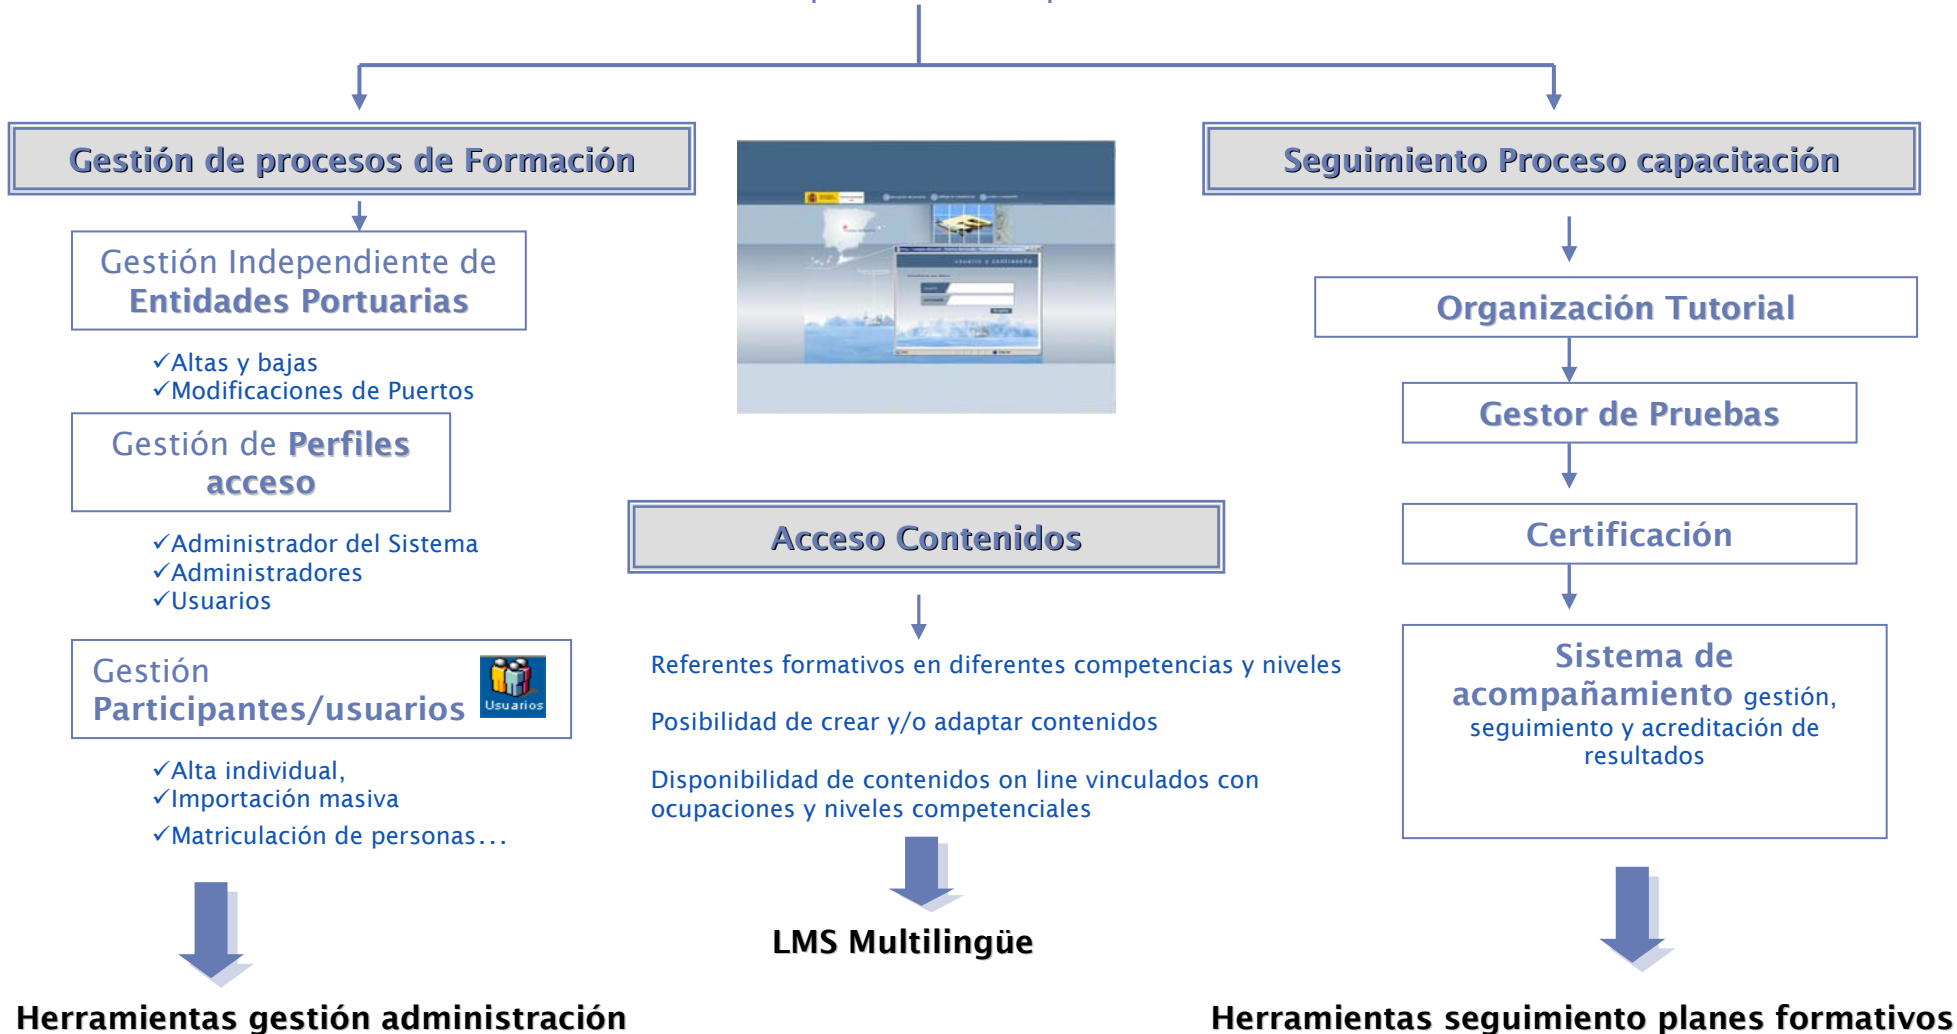 Gestión de procesos de Formación
Gestión Independiente de
Entidades Portuarias
✓Altas y bajas
✓Modificaciones de Puertos
Gestión de Perfiles
acceso
✓Administrador del Sistema
✓Administradores
✓Usuarios
Gestión
Participantes/usuarios
Usuarios
✓Alta individual,
✓Importación masiva
✓Matriculación de personas...
Herramientas gestión administración
usuario y contraseña
Acceso Contenidos
Referentes formativos en diferentes competencias y niveles
Posibilidad de crear y/o adaptar contenidos
Disponibilidad de contenidos on line vinculados con
ocupaciones y niveles competenciales
LMS Multilingüe
Seguimiento Proceso capacitación
Organización Tutorial
Gestor de Pruebas
Certificación
Sistema de
acompañamiento gestión,
seguimiento y acreditación de
resultados
Herramientas seguimiento planes formativos